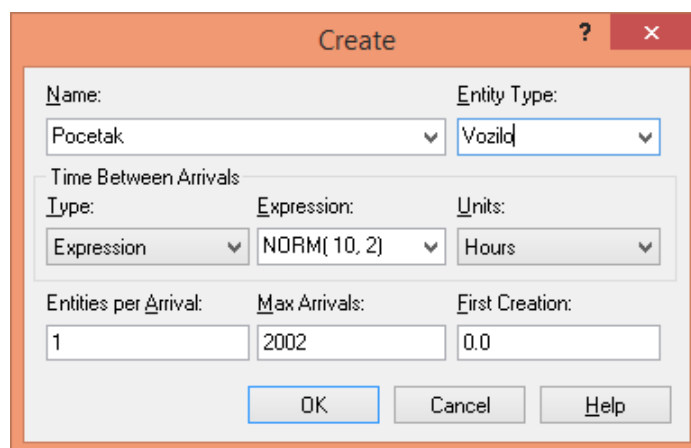 Create ? ×
Name: Entity Type:
Pocetak Vozilo
Time Between Arrivals
Type: Expression: Units:
Expression NORM( 10, 2) Hours
Entities per Arrival: Max Arrivals: First Creation:
1 2002 0.0
OK Cancel Help